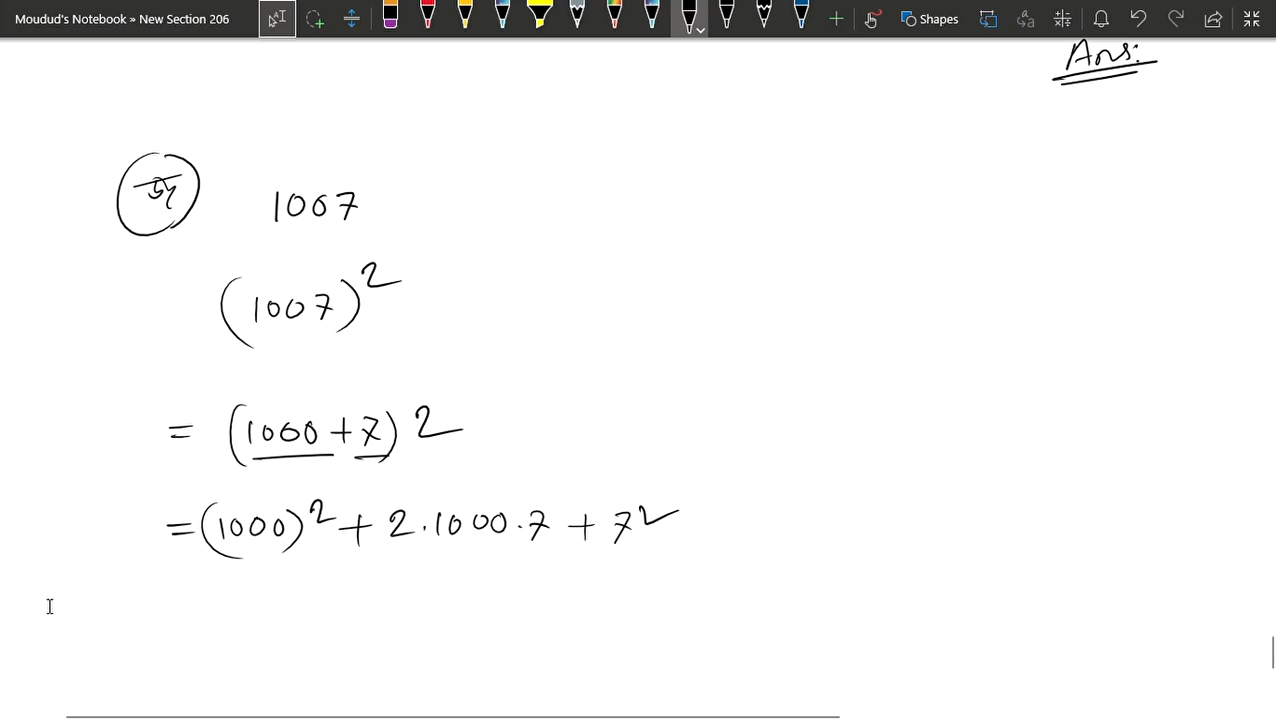 Moudud's Notebook » New Section 206
Shapes
Ans:
জ 1007
(1007)²
= (1000 + 7)²
= (1000)² + 2·1000·7 + 7²